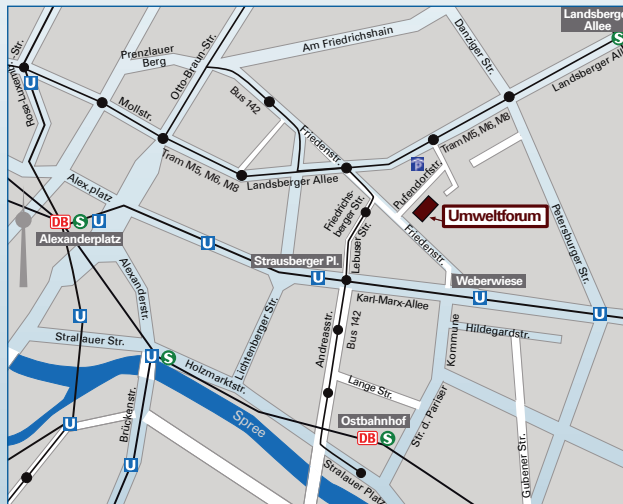 Landsberger
Allee
S
Str.
Prenzlauer
Berg
Otto-Braun-Str.
Am Friedrichshain
Danziger Str.
Landsberger Allee
U
Rosa-Luxemburg
Mollstr.
Bus 142
Friedenstr.
Tram M5, M6, M8
Tram M5, M6, M8
Landsberger Allee
P
Pufendorfstr.
Alex.platz
Friedrichs-
berger Str.
Umweltforum
Petersburger Str.
DB S U
Alexanderplatz
U
Lebuser Str.
Friedenstr.
Strausberger Pl.
U
Weberwiese
U
U
Karl-Marx-Allee
Alexanderstr.
U
Stralauer Str.
Lichtenberger Str.
Andreasstr.
Bus 142
Kommune
Hildegardstr.
U S
Holzmarktstr.
Lange Str.
Str. d. Pariser
Spree
Ostbahnhof
DB S
U
Brückenstr.
U
Stralauer Platz
Gubener Str.